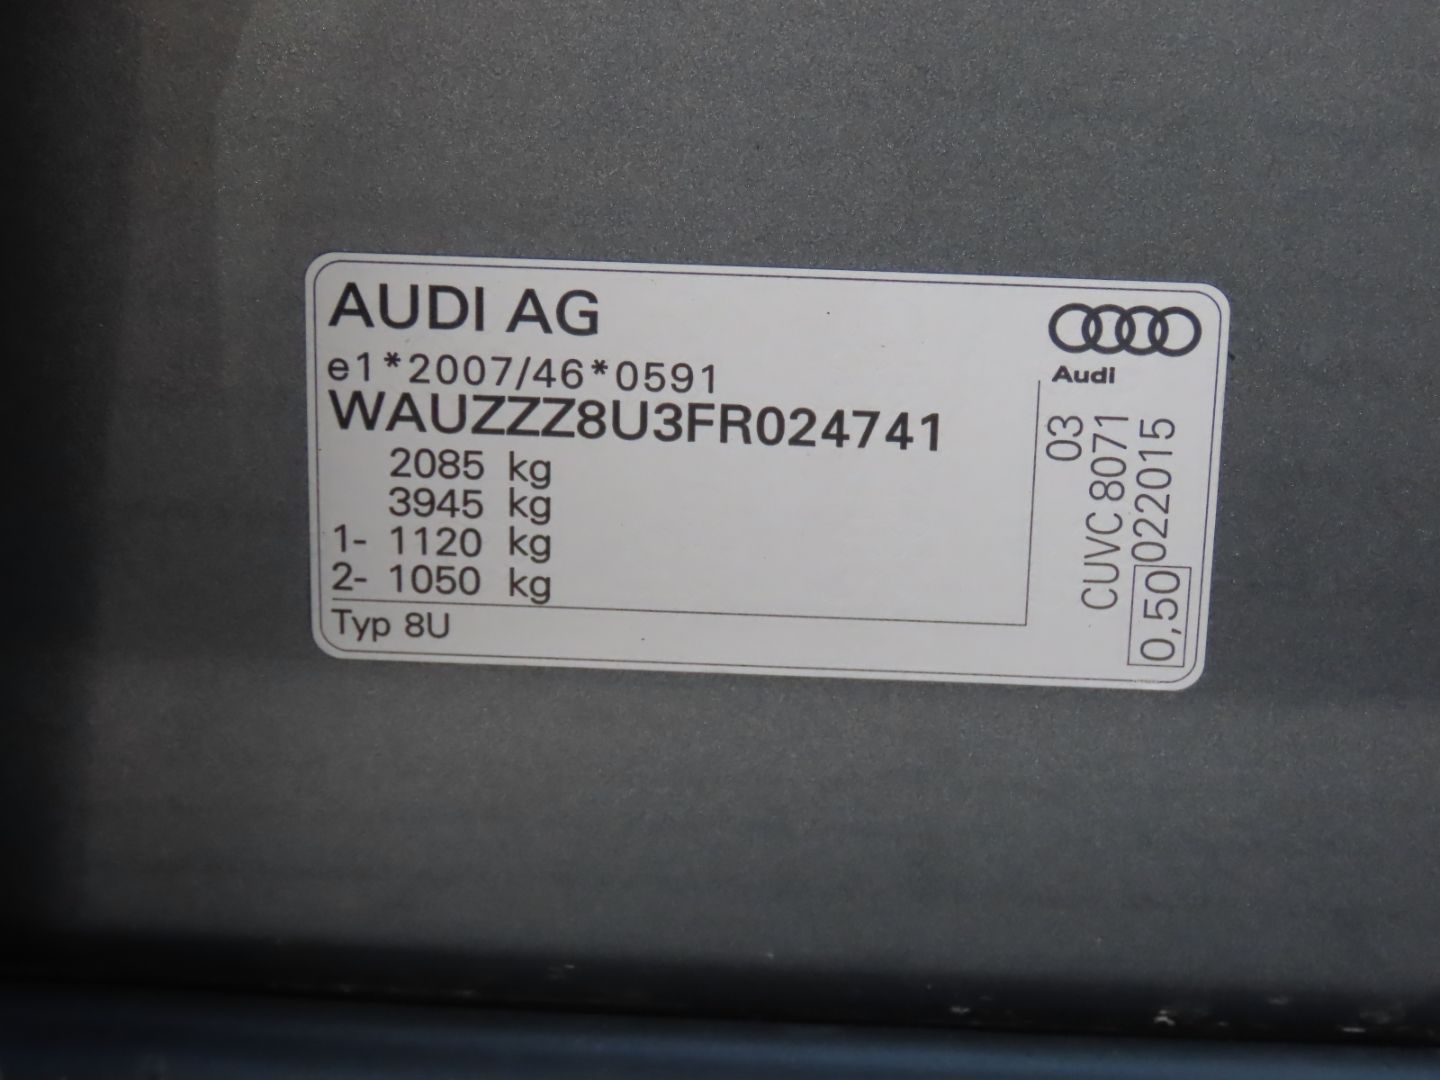 AUDI AG
e1*2007/46*0591
WAUZZZ8U3FR024741
2085 kg
3945 kg
1- 1120 kg
2- 1050 kg
Typ 8U
Audi
03
CUVC 8071
0,50 022015